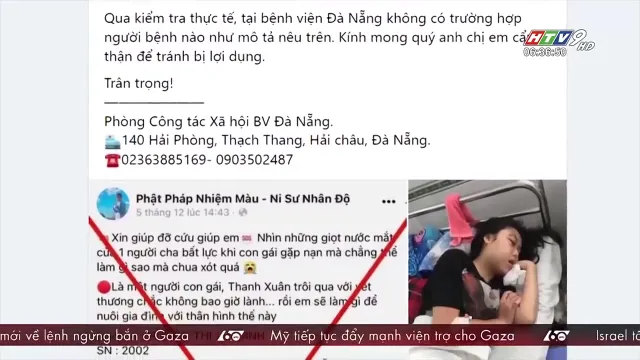 Qua kiểm tra thực tế, tại bệnh viện Đà Nẵng không có trường hợp
người bệnh nào như mô tả nêu trên. Kính mong quý anh chị em cẩn
thận để tránh bị lợi dụng.
HTV9 HD
06:36:50
Trân trọng!
Phòng Công tác Xã hội BV Đà Nẵng.
140 Hải Phòng, Thạch Thang, Hải châu, Đà Nẵng.
02363885169- 0903502487
Phật Pháp Nhiệm Màu - Ni Sư Nhân Độ
5 tháng 12 lúc 14:43
Xin giúp đỡ cứu giúp em Nhìn những giọt nước mắt
của 1 người cha bất lực khi con gái gặp nạn mà chẳng thể
làm gì sao mà chua xót quá
Là một người con gái, Thanh Xuân trôi qua với vết
thương chắc không bao giờ lành... rồi em sẽ làm gì để
nuôi gia đình với thân hình thế này
SN : 2002
mới về lệnh ngừng bắn ở Gaza 60 Mỹ tiếp tục đẩy mạnh viện trợ cho Gaza 60 Israel